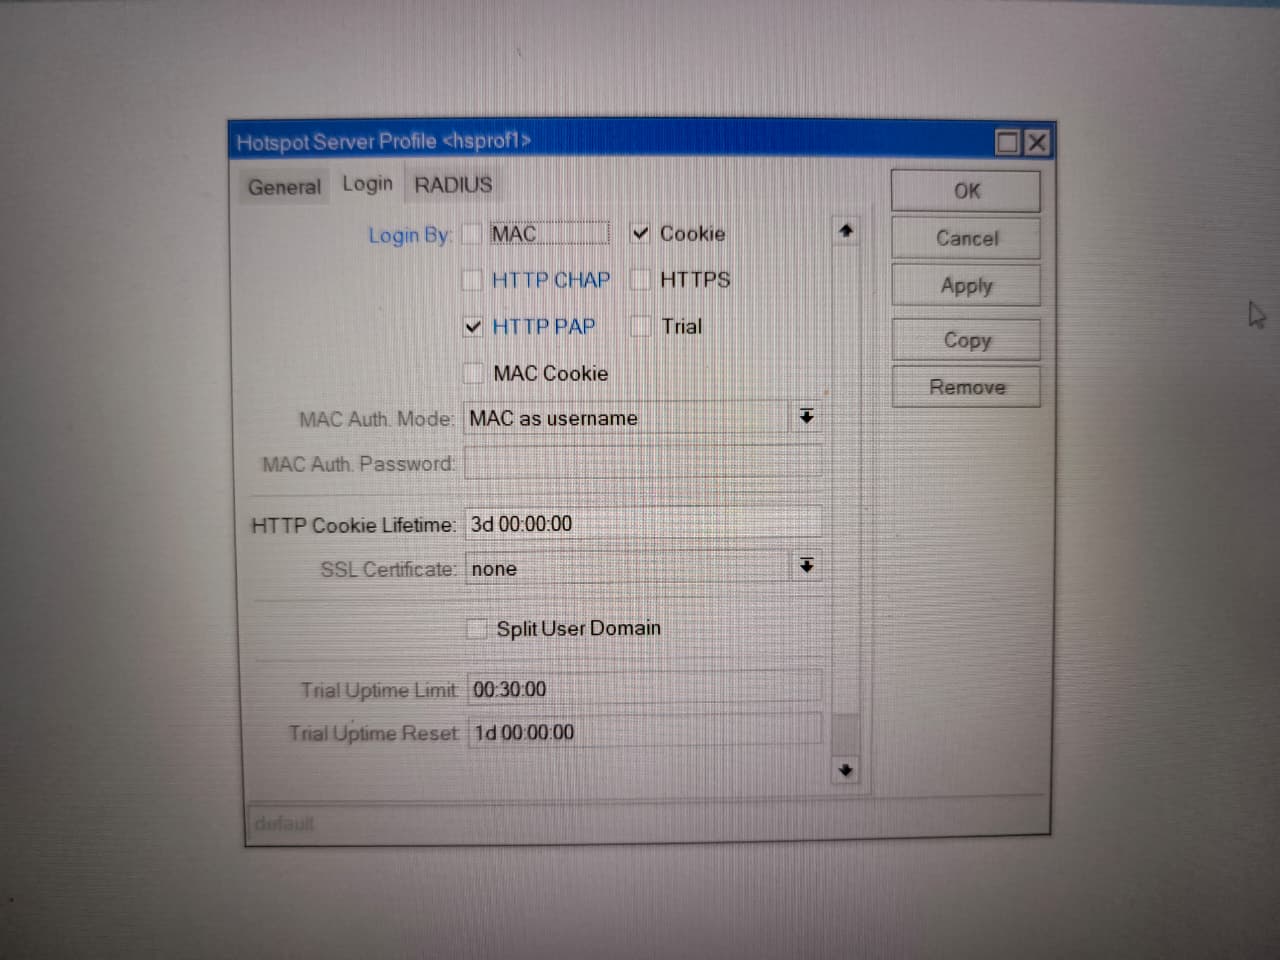 Hotspot Server Profile <hsprof1>
General Login RADIUS
OK
Login By: MAC Cookie
Cancel
HTTP CHAP HTTPS
Apply
HTTP PAP Trial
Copy
MAC Cookie
Remove
MAC Auth. Mode: MAC as username
MAC Auth. Password:
HTTP Cookie Lifetime: 3d 00:00:00
SSL Certificate: none
Split User Domain
Trial Uptime Limit: 00:30:00
Trial Uptime Reset: 1d 00:00:00
default